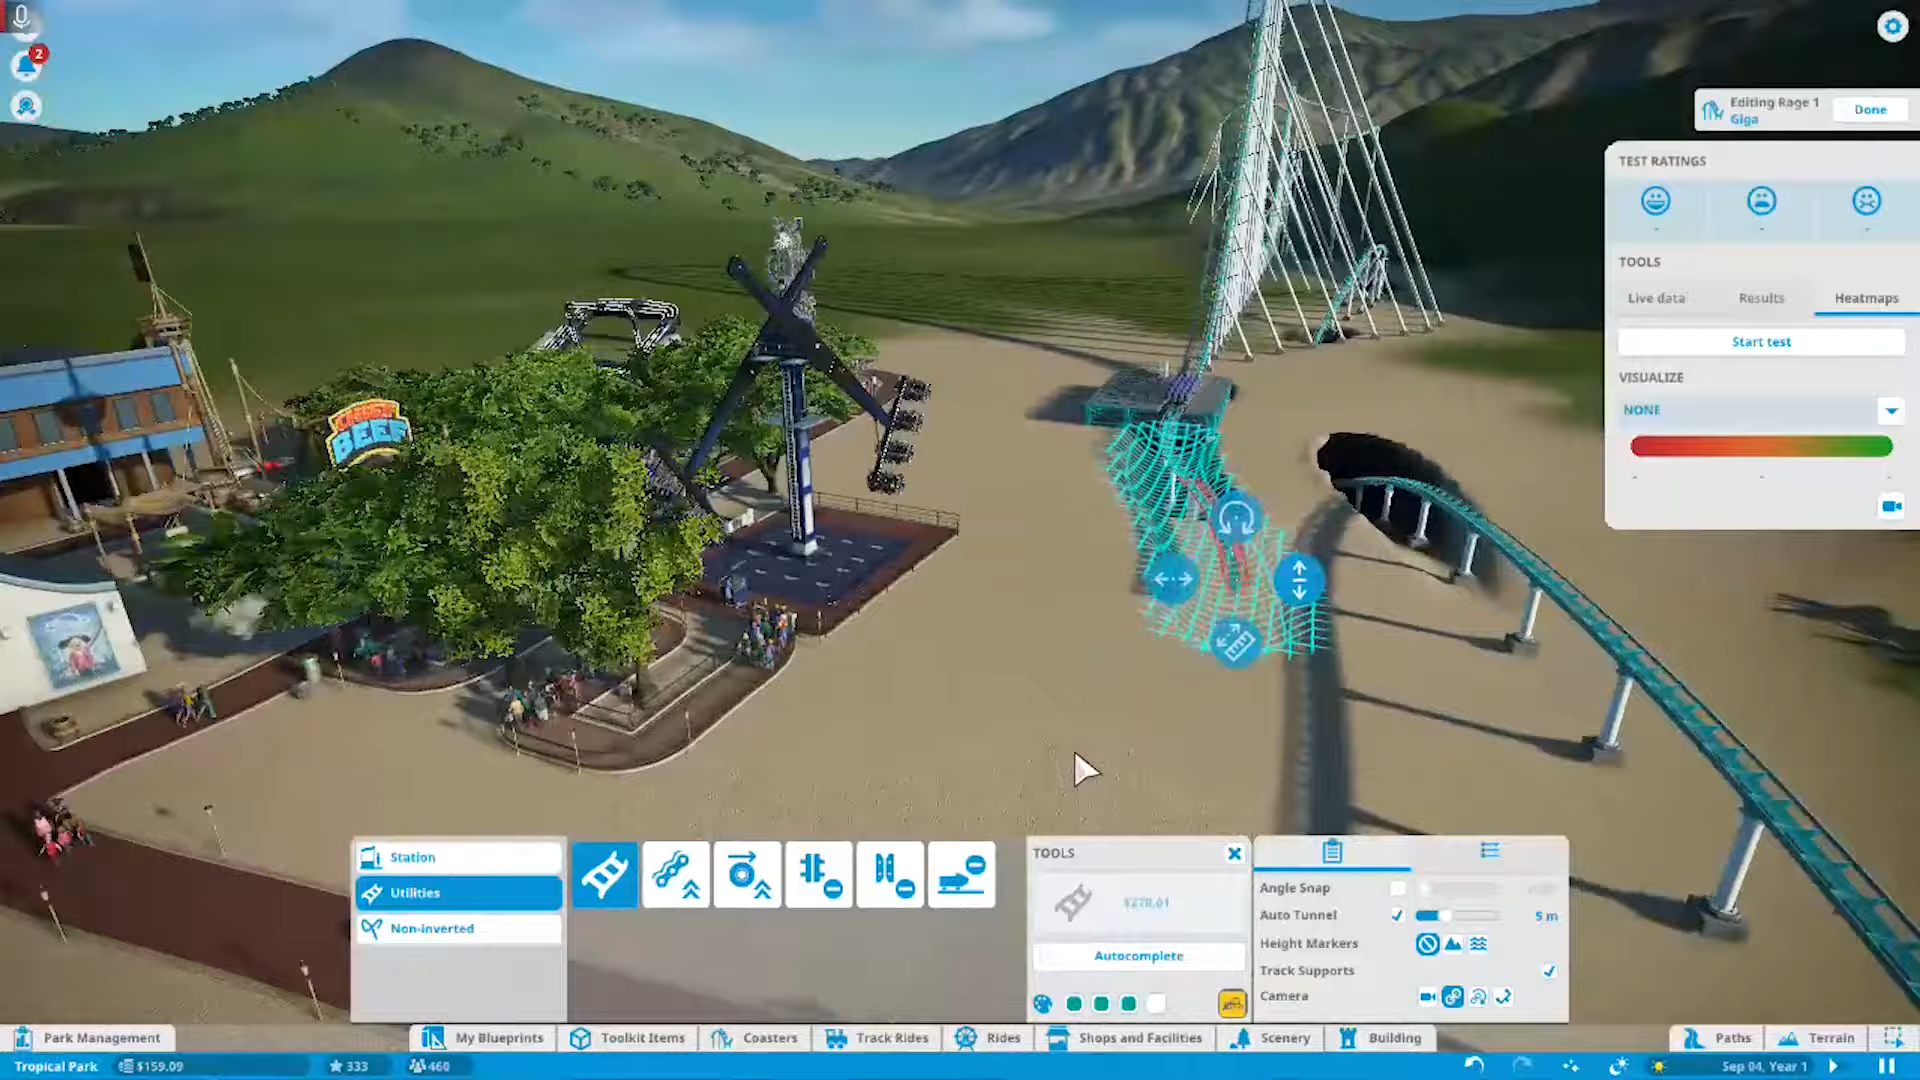 2
Editing Rage 1
Giga
Done
TEST RATINGS
-
-
-
TOOLS
Live data
Results
Heatmaps
Start test
VISUALIZE
NONE
-
-
-
BEEF
Station
Utilities
Non-inverted
TOOLS
$270.01
Autocomplete
Angle Snap
Auto Tunnel
5 m
Height Markers
Track Supports
Camera
Park Management
My Blueprints
Toolkit Items
Coasters
Track Rides
Rides
Shops and Facilities
Scenery
Building
Paths
Terrain
Tropical Park
$159.09
333
460
Sep 04, Year 1